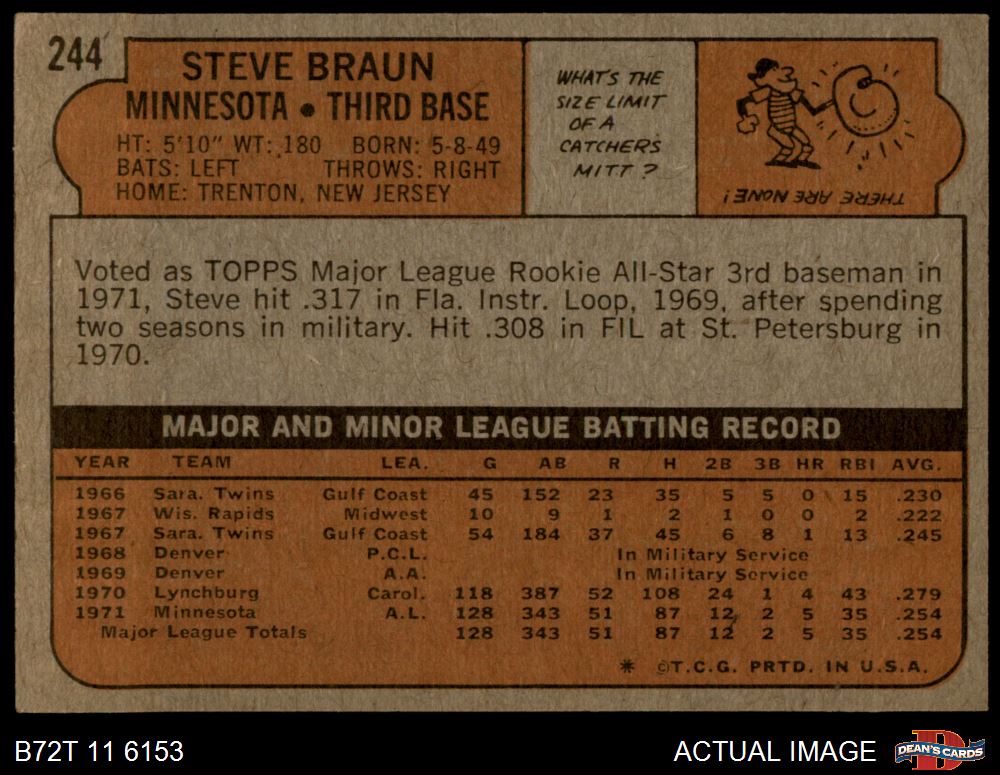 244
STEVE BRAUN
MINNESOTA • THIRD BASE
HT: 5'10" WT: 180 BORN: 5-8-49
BATS: LEFT THROWS: RIGHT
HOME: TRENTON, NEW JERSEY
WHAT'S THE
SIZE LIMIT
OF A
CATCHERS
MITT?
THERE ARE NONE!
Voted as TOPPS Major League Rookie All-Star 3rd baseman in
1971, Steve hit .317 in Fla. Instr. Loop, 1969, after spending
two seasons in military. Hit .308 in FIL at St. Petersburg in
1970.
MAJOR AND MINOR LEAGUE BATTING RECORD
YEAR TEAM LEA. G AB R H 2B 3B HR RBI AVG.
1966 Sara. Twins Gulf Coast 45 152 23 35 5 5 0 15 .230
1967 Wis. Rapids Midwest 10 9 1 2 1 0 0 2 .222
1967 Sara. Twins Gulf Coast 54 184 37 45 6 8 1 13 .245
1968 Denver P.C.L. In Military Service
1969 Denver A.A. In Military Service
1970 Lynchburg Carol. 118 387 52 108 24 1 4 43 .279
1971 Minnesota A.L. 128 343 51 87 12 2 5 35 .254
Major League Totals 128 343 51 87 12 2 5 35 .254
* ©T.C.G. PRTD. IN U.S.A.
B72T 11 6153
ACTUAL IMAGE
DEAN'S CARDS